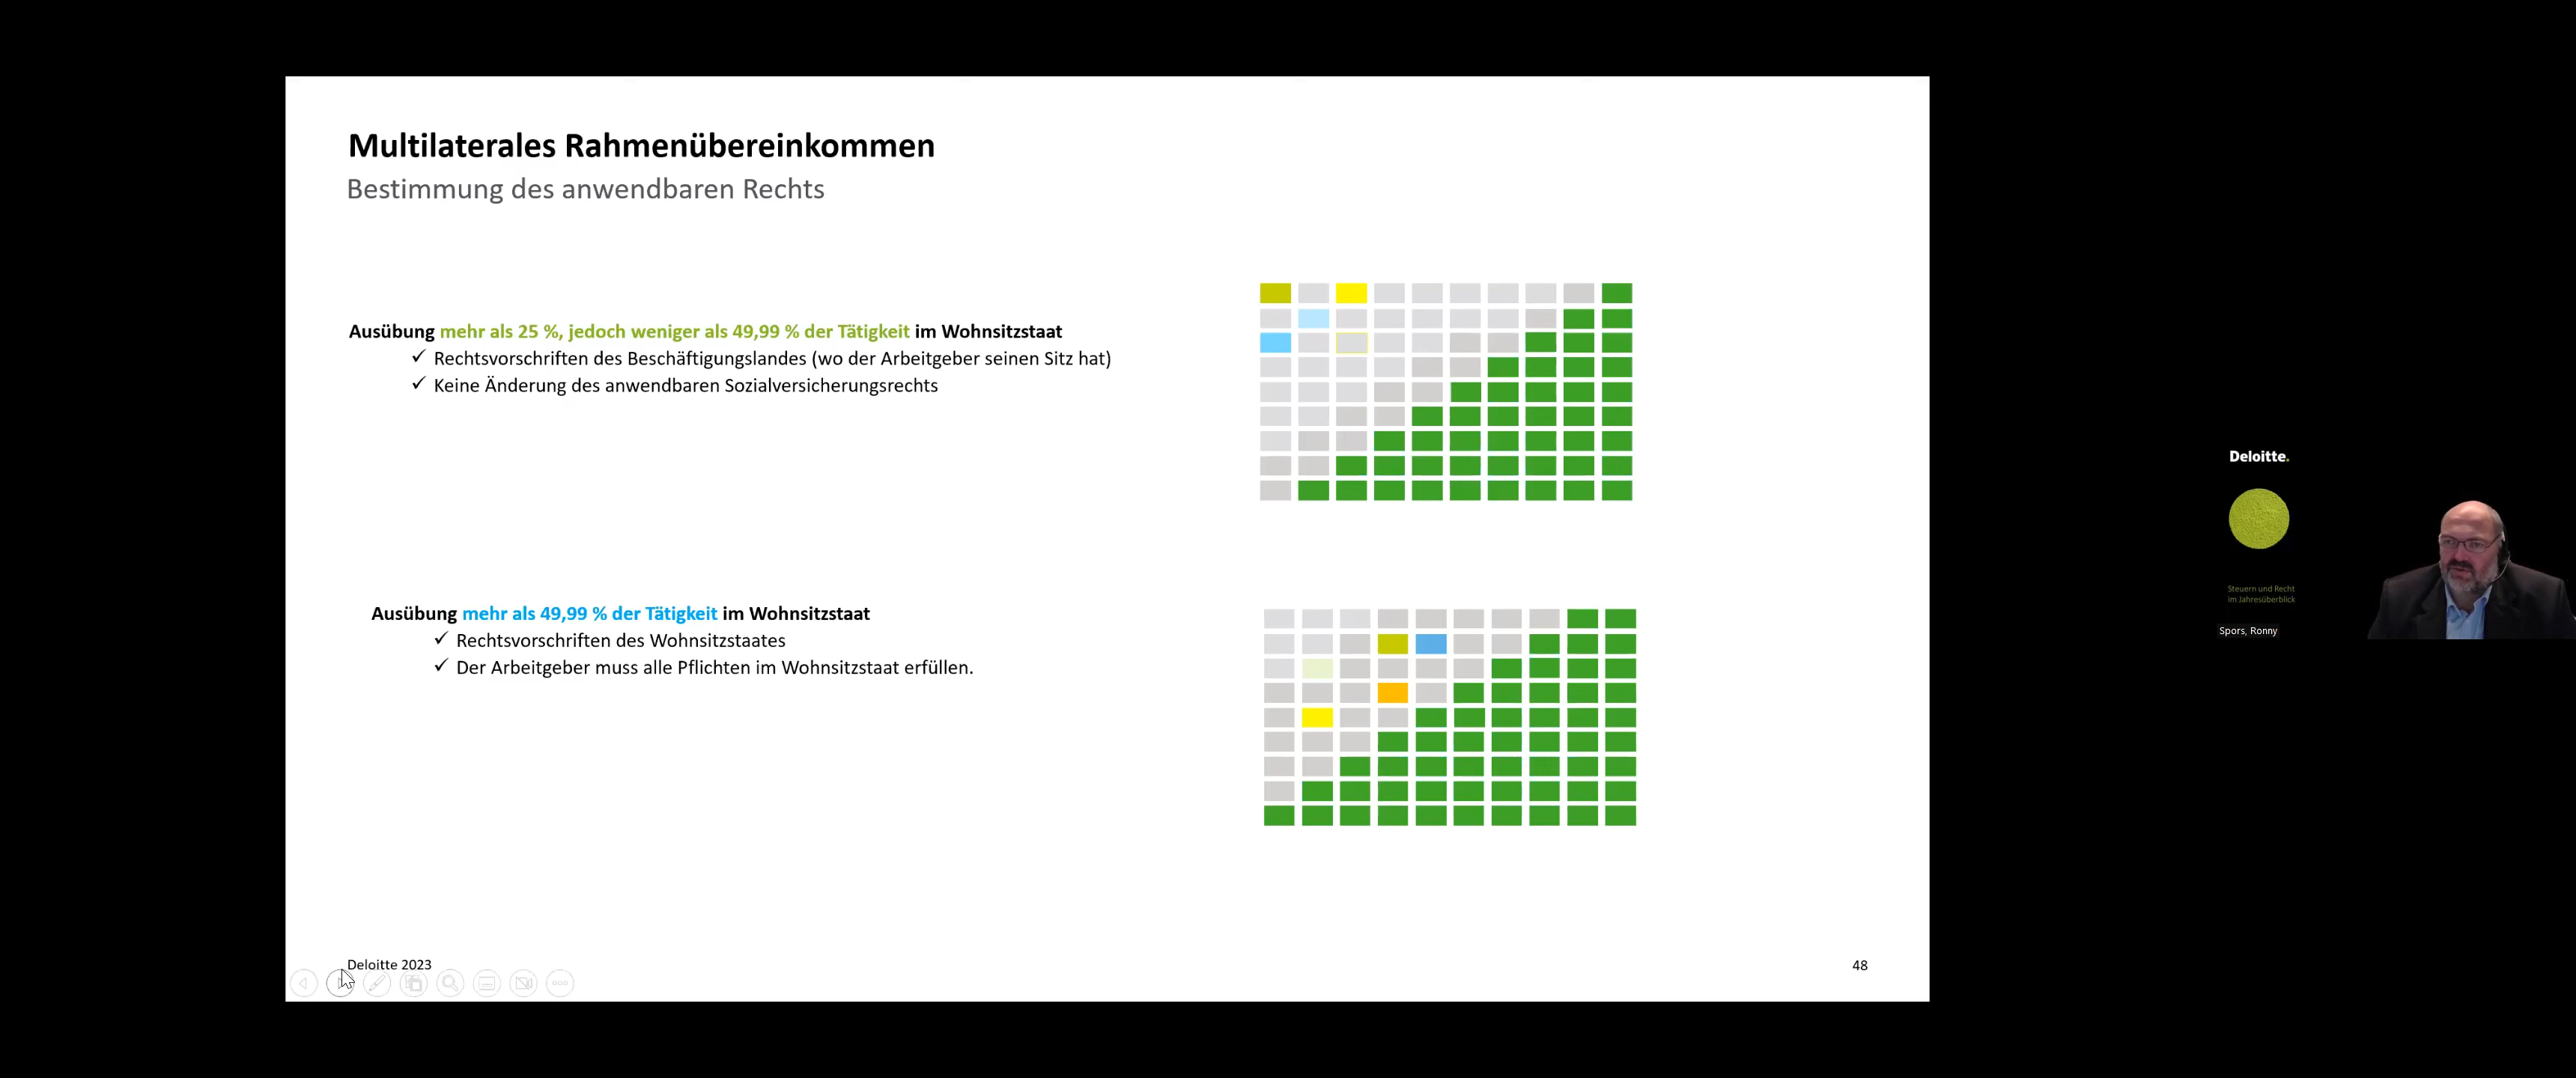 Multilaterales Rahmenübereinkommen
Bestimmung des anwendbaren Rechts
Ausübung mehr als 25 %, jedoch weniger als 49,99 % der Tätigkeit im Wohnsitzstaat
✓ Rechtsvorschriften des Beschäftigungslandes (wo der Arbeitgeber seinen Sitz hat)
✓ Keine Änderung des anwendbaren Sozialversicherungsrechts
Ausübung mehr als 49,99 % der Tätigkeit im Wohnsitzstaat
✓ Rechtsvorschriften des Wohnsitzstaates
✓ Der Arbeitgeber muss alle Pflichten im Wohnsitzstaat erfüllen.
Deloitte 2023
48
Deloitte.
Steuern und Recht
im Jahresüberblick
Spors, Ronny